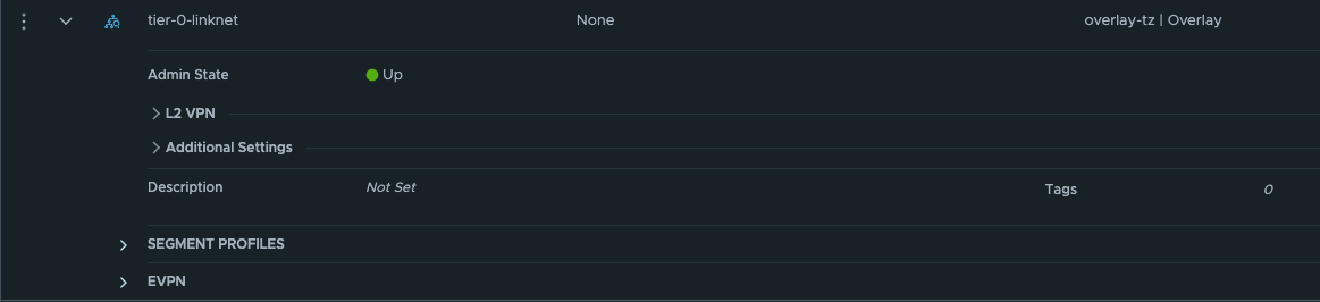 tier-0-linknet None overlay-tz | Overlay
Admin State Up
L2 VPN
Additional Settings
Description Not Set Tags 0
SEGMENT PROFILES
EVPN